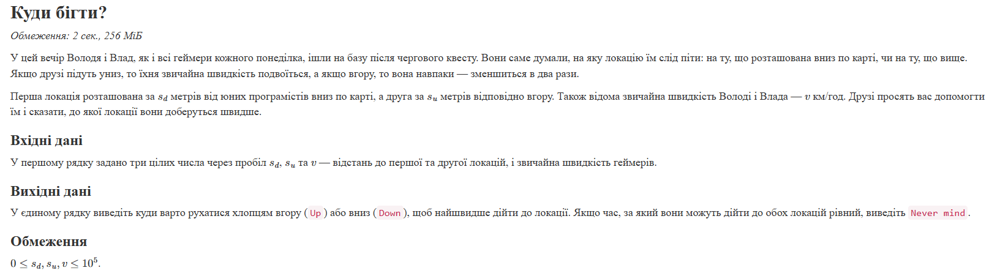 Куди бігти?
Обмеження: 2 сек., 256 МіБ
У цей вечір Володя і Влад, як і всі геймери кожного понеділка, ішли на базу після чергового квесту. Вони саме думали, на яку локацію їм слід піти: на ту, що розташована вниз по карті, чи на ту, що вище.
Якщо друзі підуть униз, то їхня звичайна швидкість подвоїться, а якщо вгору, то вона навпаки — зменшиться в два рази.
Перша локація розташована за s_d метрів від юних програмістів вниз по карті, а друга за s_u метрів відповідно вгору. Також відома звичайна швидкість Володі і Влада — v км/год. Друзі просять вас допомогти
їм і сказати, до якої локації вони доберуться швидше.
Вхідні дані
У першому рядку задано три цілих числа через пробіл s_d, s_u та v — відстань до першої та другої локацій, і звичайна швидкість геймерів.
Вихідні дані
У єдиному рядку виведіть куди варто рухатися хлопцям вгору ( Up ) або вниз ( Down ), щоб найшвидше дійти до локації. Якщо час, за який вони можуть дійти до обох локацій рівний, виведіть Never mind .
Обмеження
0 ≤ s_d, s_u, v ≤ 10^5.